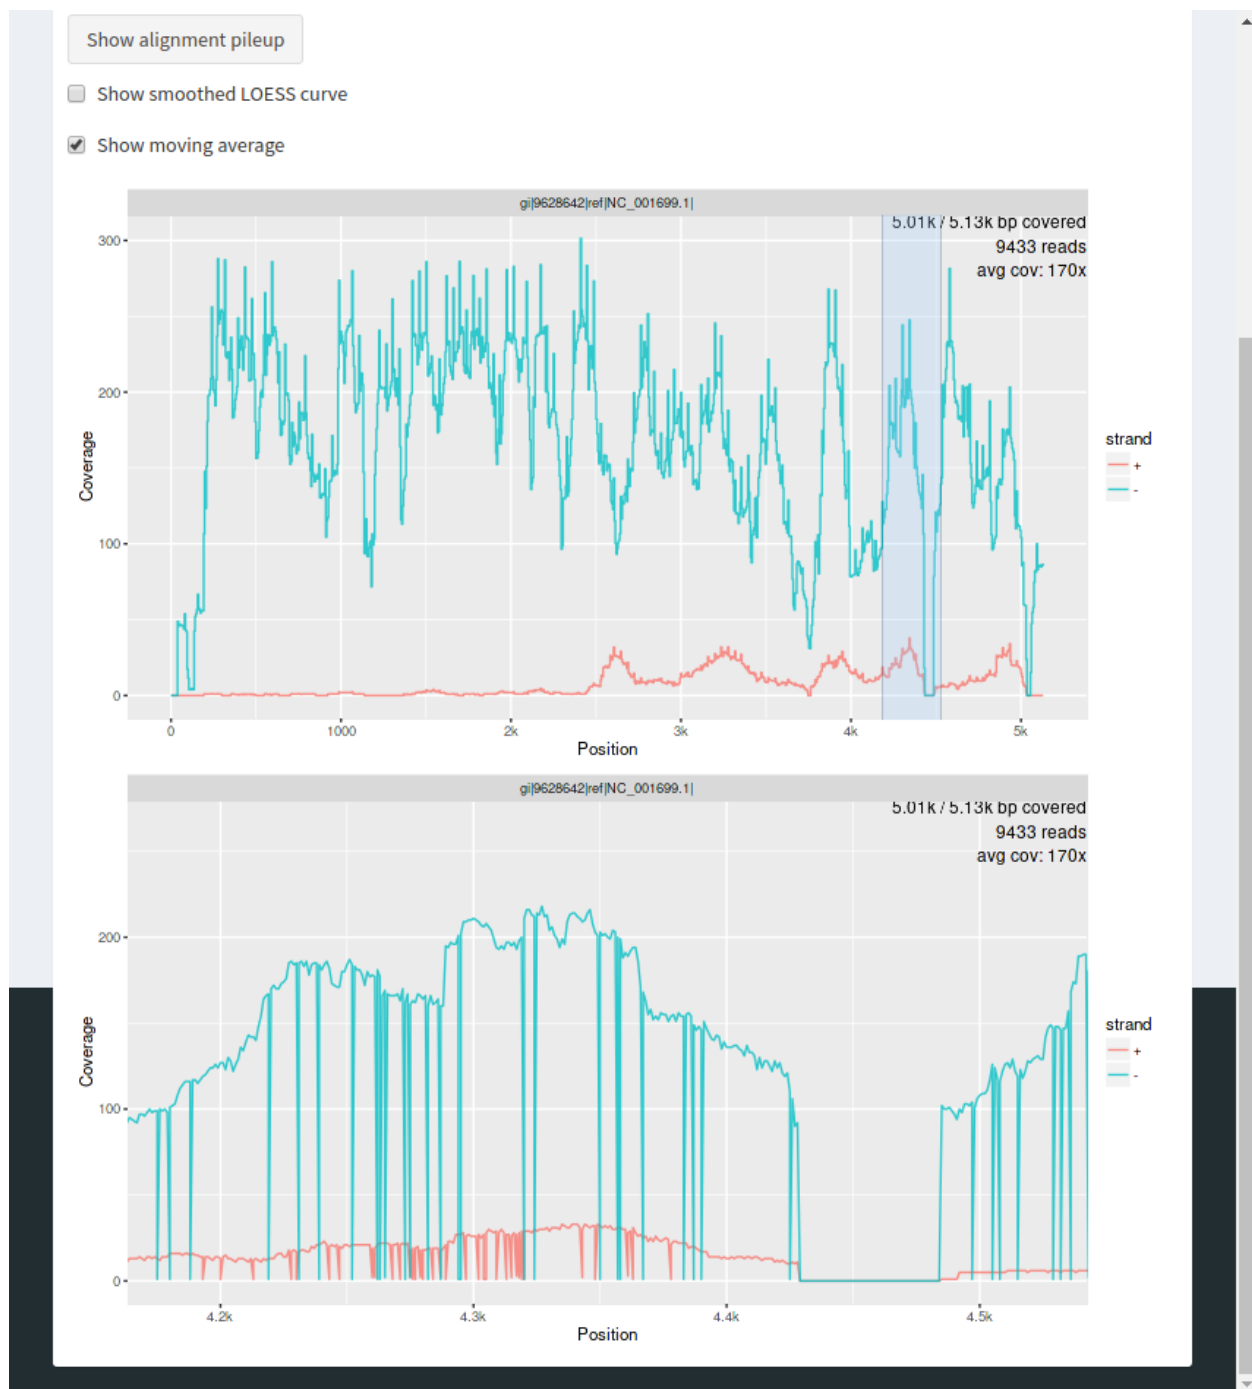 Show alignment pileup
Show smoothed LOESS curve
Show moving average
gi|9628642|ref|NC_001699.1|
5.01k / 5.13k bp covered
9433 reads
avg cov: 170x
300
200
100
0
Coverage
0 1000 2k 3k 4k 5k
Position
strand
+
-
gi|9628642|ref|NC_001699.1|
5.01k / 5.13k bp covered
9433 reads
avg cov: 170x
200
100
0
Coverage
4.2k 4.3k 4.4k 4.5k
Position
strand
+
-